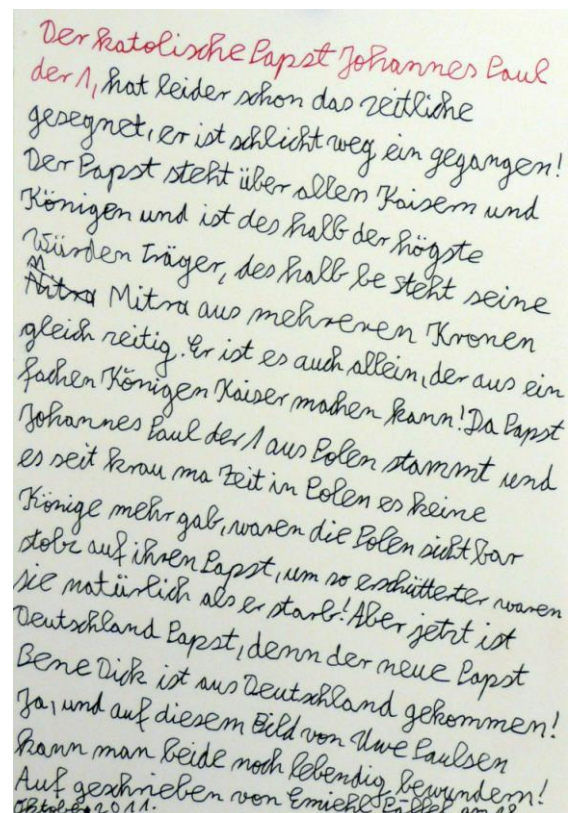 Der katolische Papst Johannes Paul
der 1, hat leider schon das zeitliche
gesegnet, er ist schlicht weg ein gegangen!
Der Papst steht über allen Kaisern und
Königen und ist des halb der högste
Würden Träger, des halb be steht seine
Mitra aus mehreren Kronen
gleich zeitig. Er ist es auch allein, der aus ein
fachen Königen Kaiser machen kann! Da Papst
Johannes Paul der 1 aus Polen stammt und
es seit krau ma Zeit in Polen es keine
Könige mehr gab, waren die Polen sicht bar
stolz auf ihren Papst, um so erschütterter waren
sie natürlich als er starb! Aber jetzt ist
Deutschland Papst, denn der neue Papst
Bene Dick ist aus Deutschland gekommen!
Ja, und auf diesem Bild von Uwe Paulsen
kann man beide noch lebendig bewundern!
Auf geschrieben von Emiehl am 18
Oktober 2011.